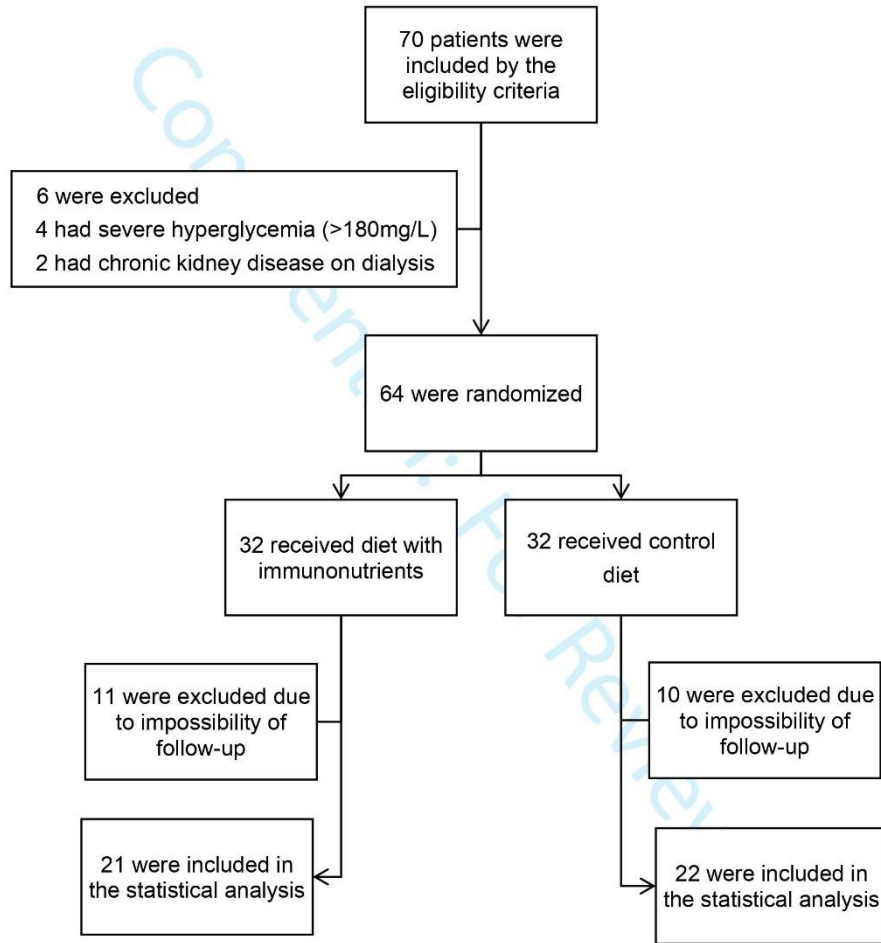 70 patients were
included by the
eligibility criteria
6 were excluded
4 had severe hyperglycemia (>180mg/L)
2 had chronic kidney disease on dialysis
64 were randomized
32 received diet with
immunonutrients
32 received control
diet
11 were excluded due
to impossibility of
follow-up
10 were excluded due
to impossibility of
follow-up
21 were included in
the statistical analysis
22 were included in
the statistical analysis